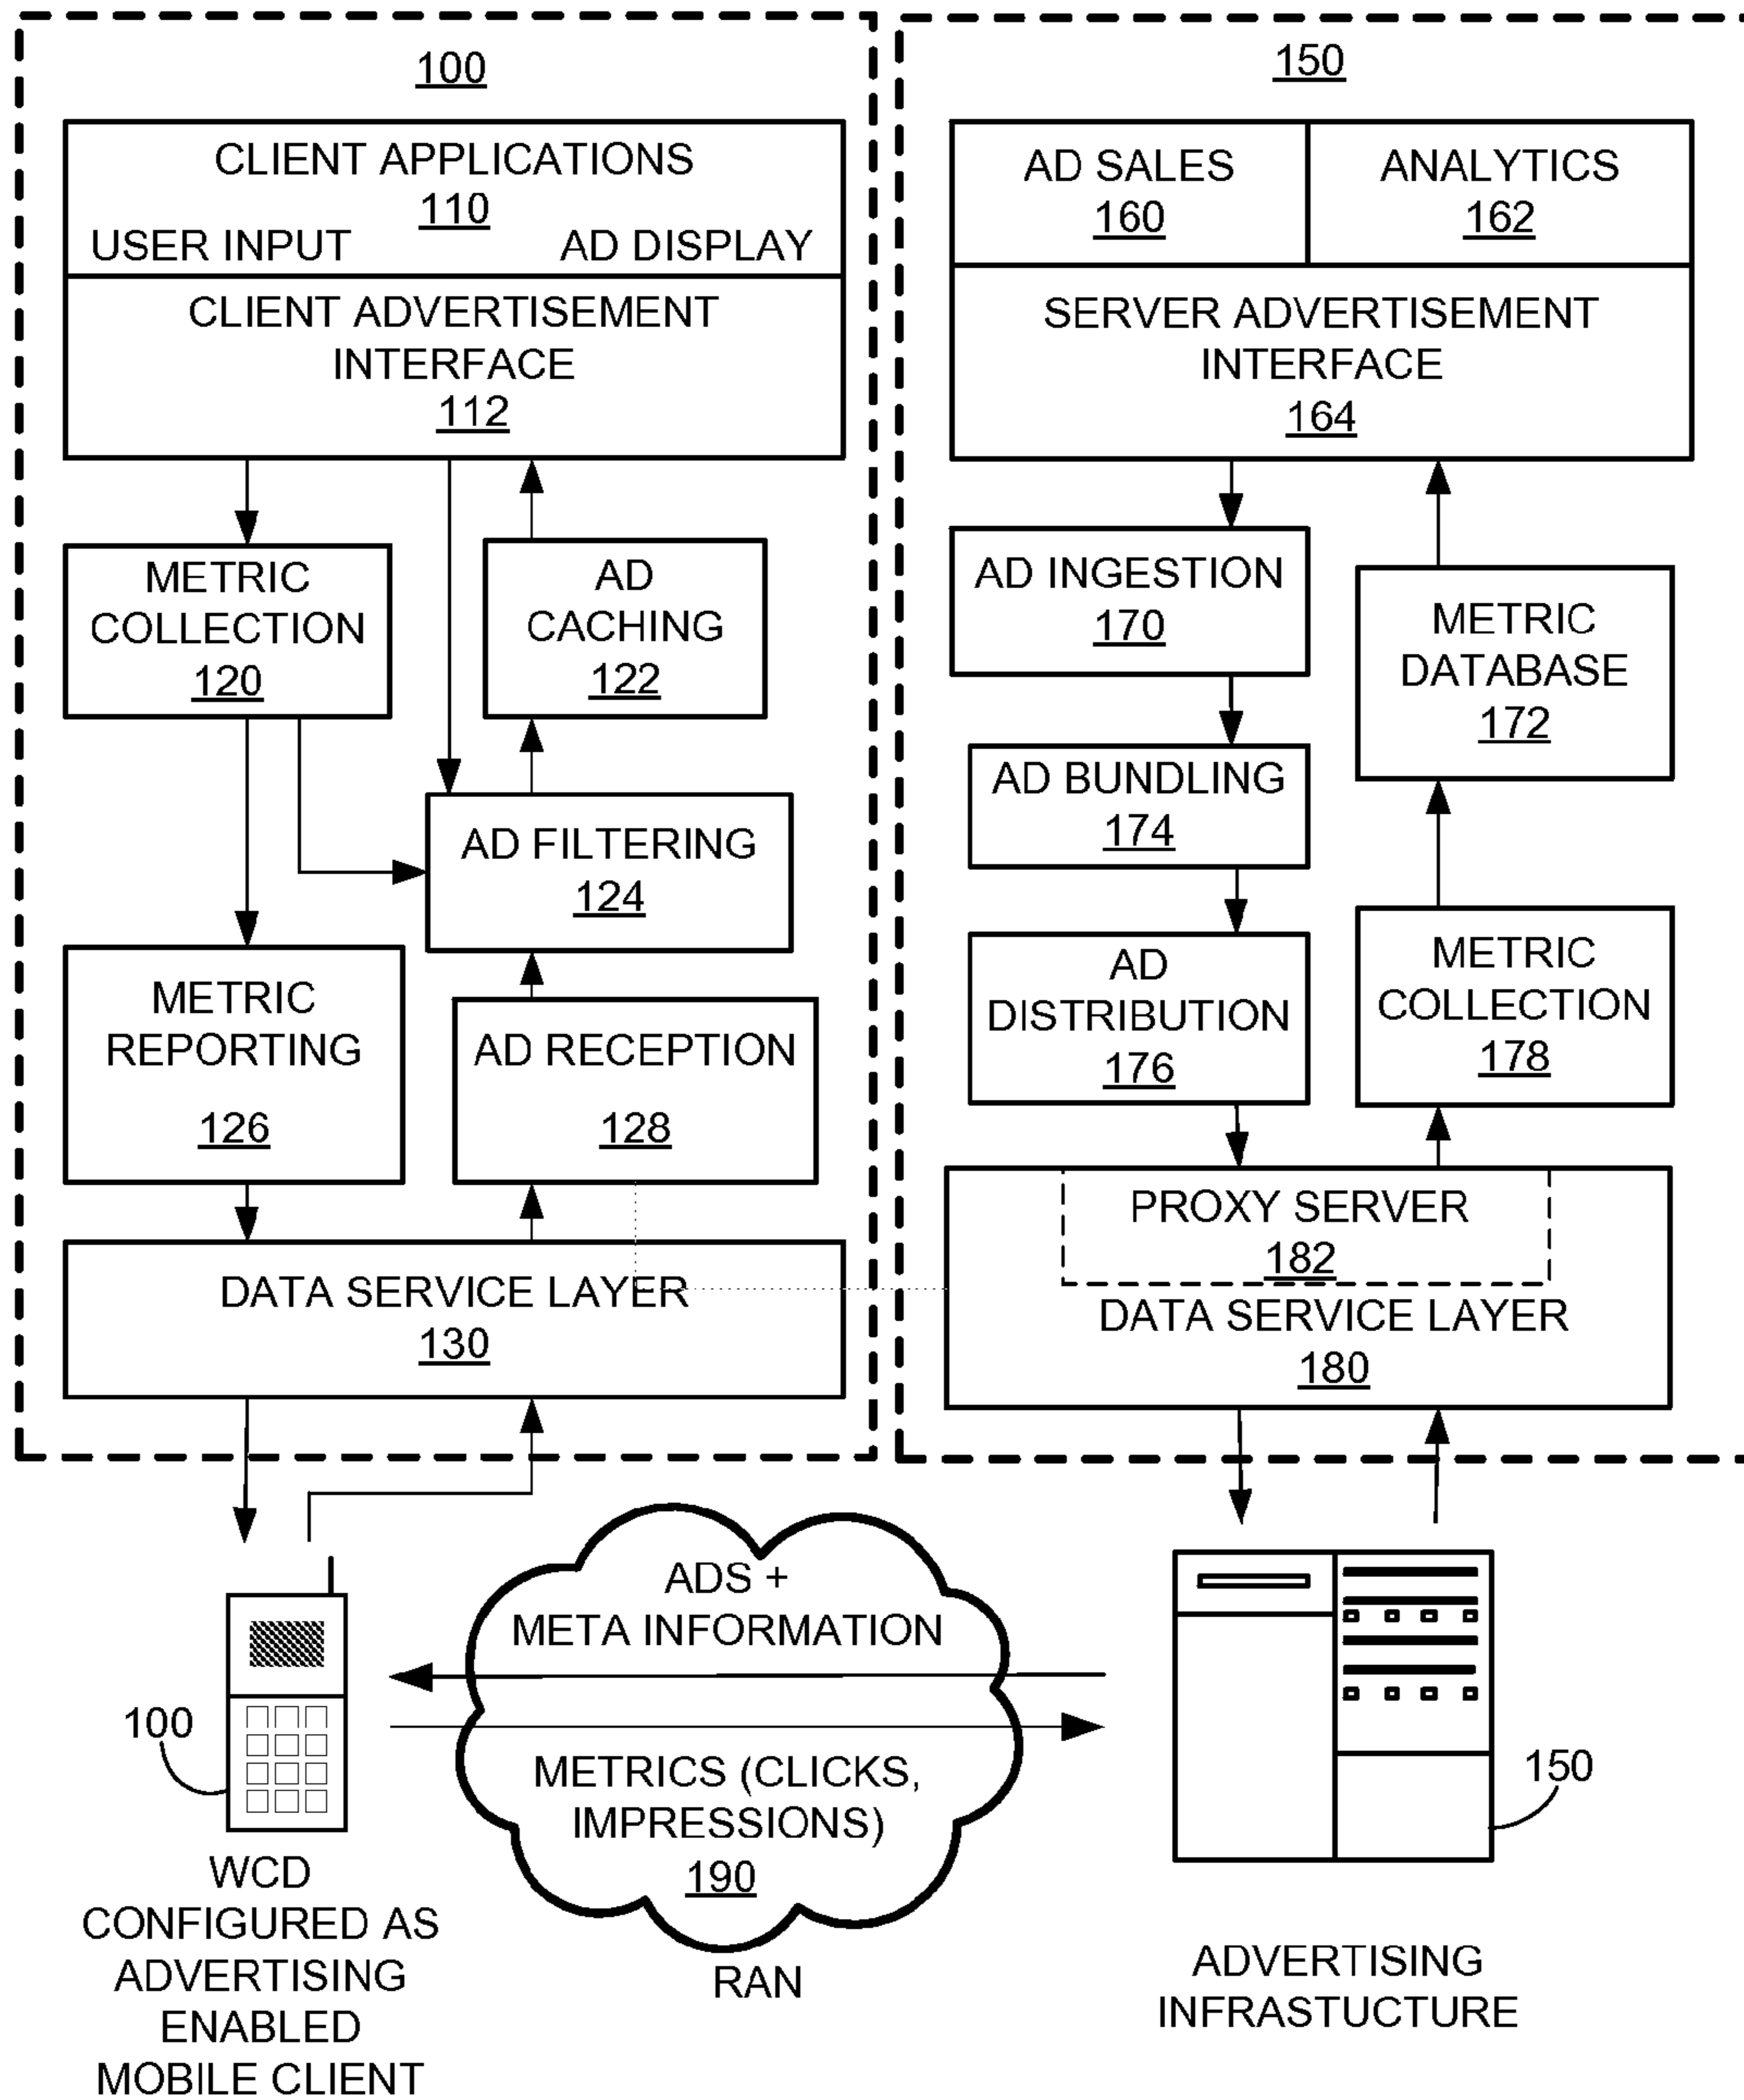 100
CLIENT APPLICATIONS
110
USER INPUT
AD DISPLAY
CLIENT ADVERTISEMENT
INTERFACE
112
METRIC
COLLECTION
120
AD
CACHING
122
AD FILTERING
124
METRIC
REPORTING
126
AD RECEPTION
128
DATA SERVICE LAYER
130
150
AD SALES
160
ANALYTICS
162
SERVER ADVERTISEMENT
INTERFACE
164
AD INGESTION
170
METRIC
DATABASE
172
AD BUNDLING
174
AD
DISTRIBUTION
176
METRIC
COLLECTION
178
PROXY SERVER
182
DATA SERVICE LAYER
180
100
WCD
CONFIGURED AS
ADVERTISING
ENABLED
MOBILE CLIENT
ADS +
META INFORMATION
METRICS (CLICKS,
IMPRESSIONS)
190
RAN
150
ADVERTISING
INFRASTUCTURE